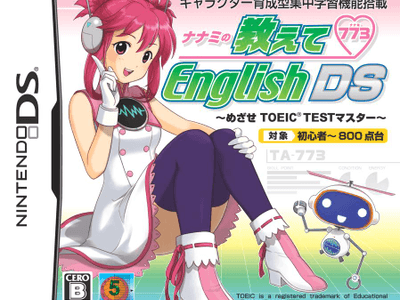 キャラクター育成型集中学習機能搭載
ナナミの教えて
773
English DS
～めざせ TOEIC® TESTマスター～
対象 初心者～800点台
TA-773
NINTENDO DS
CERO
B
5
TOEIC is a registered trademark of Educational